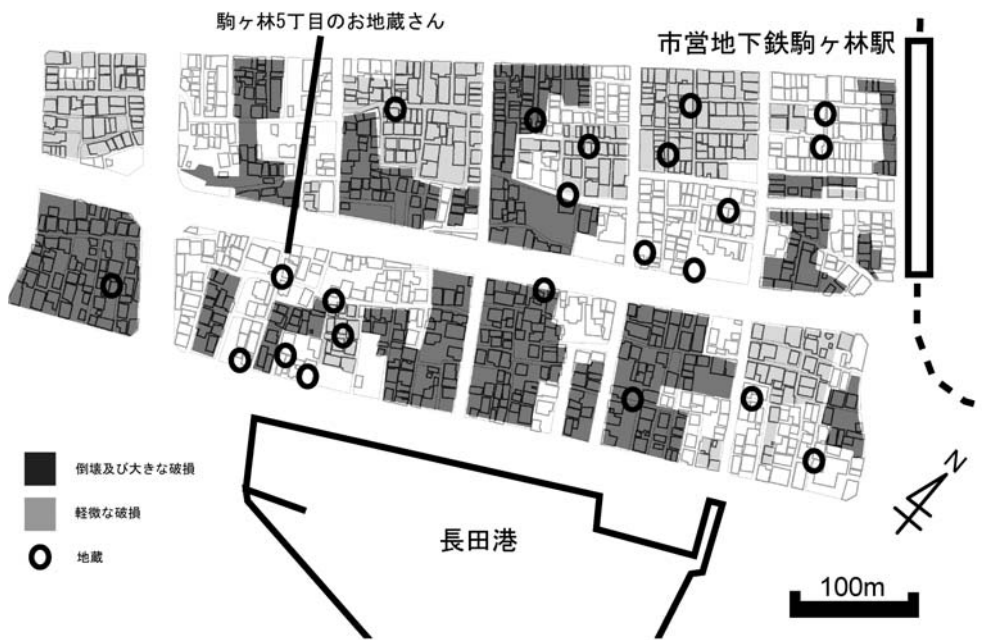 駒ヶ林5丁目のお地蔵さん
市営地下鉄駒ヶ林駅
倒壊及び大きな破損
軽微な破損
地蔵
長田港
N
100m